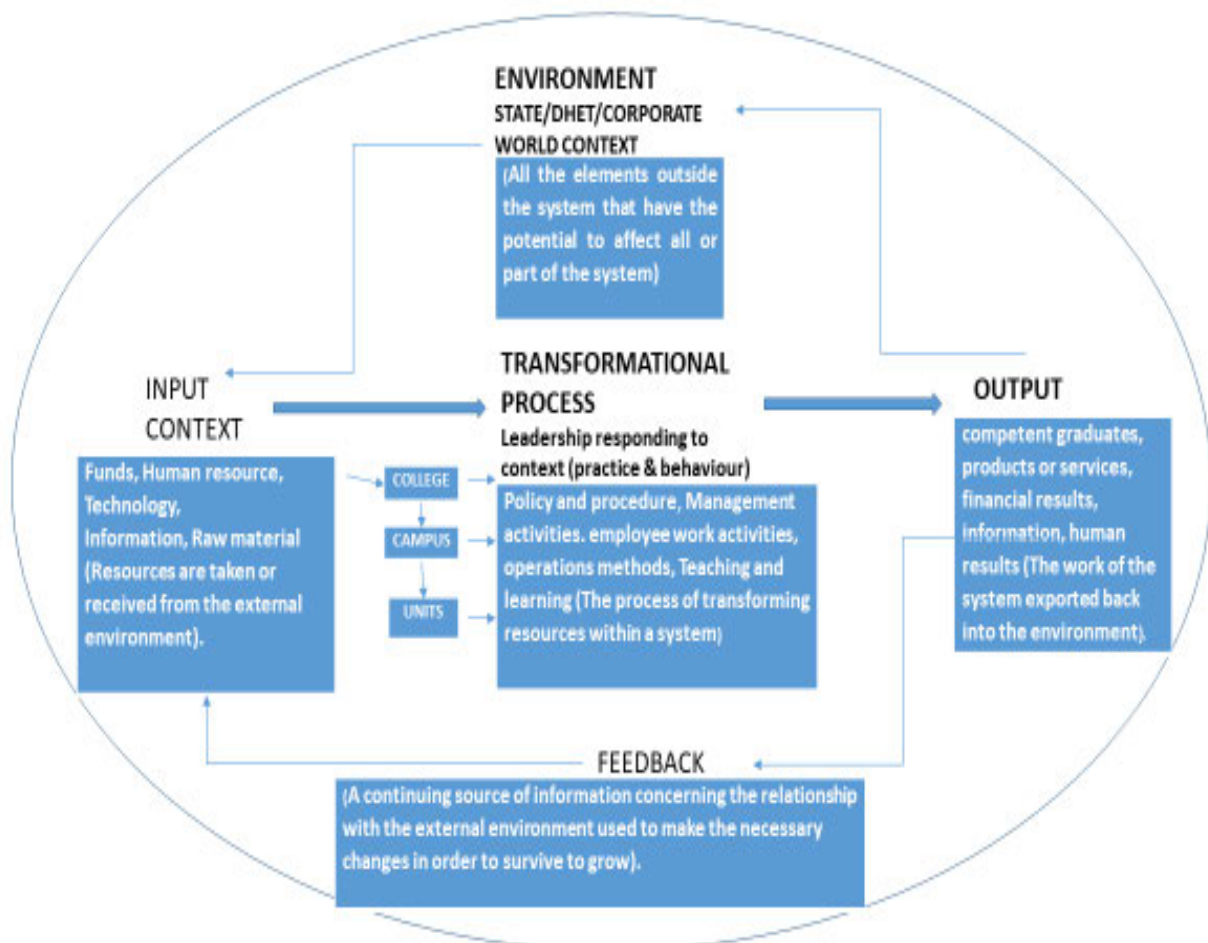 ENVIRONMENT
STATE/DHET/CORPORATE
WORLD CONTEXT
(All the elements outside
the system that have the
potential to affect all or
part of the system)
INPUT
CONTEXT
Funds, Human resource,
Technology,
Information, Raw material
(Resources are taken or
received from the external
environment).
COLLEGE
CAMPUS
UNITS
TRANSFORMATIONAL
PROCESS
Leadership responding to
context (practice & behaviour)
Policy and procedure, Management
activities. employee work activities,
operations methods, Teaching and
learning (The process of transforming
resources within a system)
OUTPUT
competent graduates,
products or services,
financial results,
information, human
results (The work of the
system exported back
into the environment).
FEEDBACK
(A continuing source of information concerning the relationship
with the external environment used to make the necessary
changes in order to survive to grow).